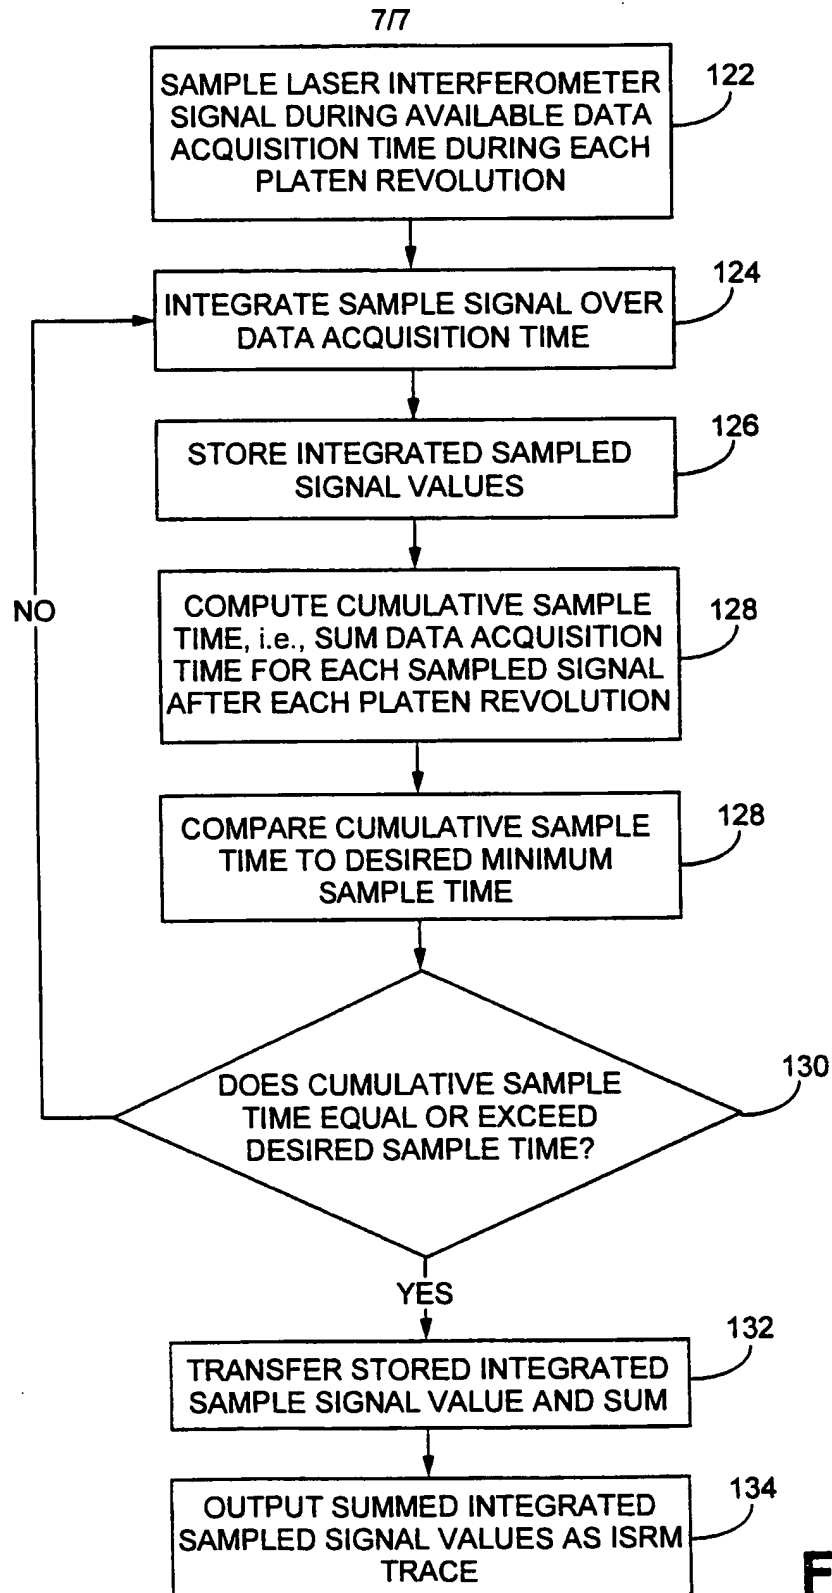 7/7
SAMPLE LASER INTERFEROMETER
SIGNAL DURING AVAILABLE DATA
ACQUISITION TIME DURING EACH
PLATEN REVOLUTION
122
INTEGRATE SAMPLE SIGNAL OVER
DATA ACQUISITION TIME
124
STORE INTEGRATED SAMPLED
SIGNAL VALUES
126
NO
COMPUTE CUMULATIVE SAMPLE
TIME, i.e., SUM DATA ACQUISITION
TIME FOR EACH SAMPLED SIGNAL
AFTER EACH PLATEN REVOLUTION
128
COMPARE CUMULATIVE SAMPLE
TIME TO DESIRED MINIMUM
SAMPLE TIME
128
DOES CUMULATIVE SAMPLE
TIME EQUAL OR EXCEED
DESIRED SAMPLE TIME?
130
YES
TRANSFER STORED INTEGRATED
SAMPLE SIGNAL VALUE AND SUM
132
OUTPUT SUMMED INTEGRATED
SAMPLED SIGNAL VALUES AS ISRM
TRACE
134